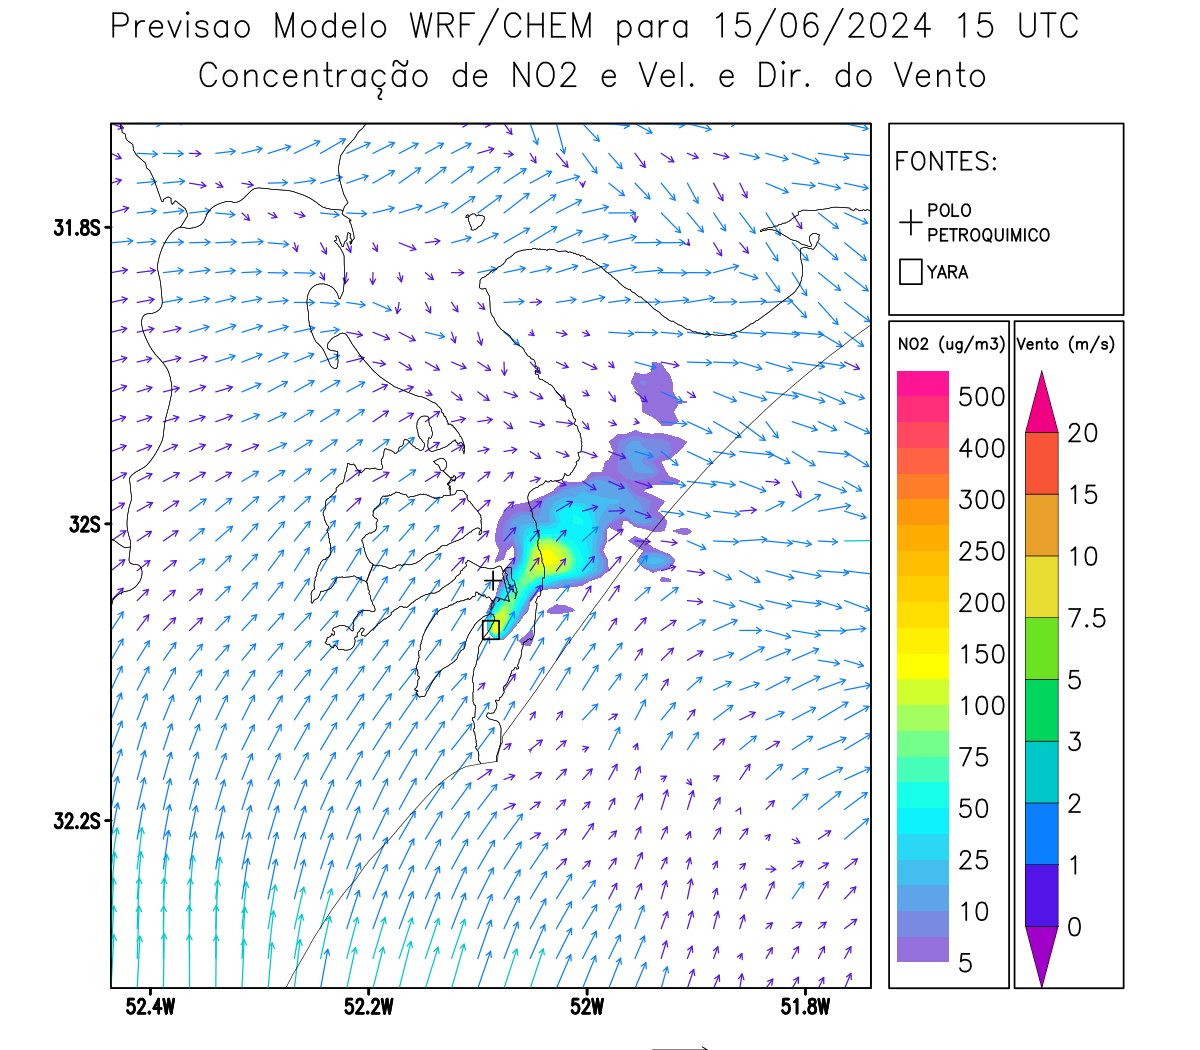 Previsao Modelo WRF/CHEM para 15/06/2024 15 UTC
Concentração de NO2 e Vel. e Dir. do Vento
FONTES:
POLO
PETROQUIMICO
YARA
NO2 (ug/m3)
500
400
300
250
200
150
100
75
50
25
10
5
Vento (m/s)
20
15
10
7.5
5
3
2
1
0
31.8S
32S
32.2S
52.4W
52.2W
52W
51.8W